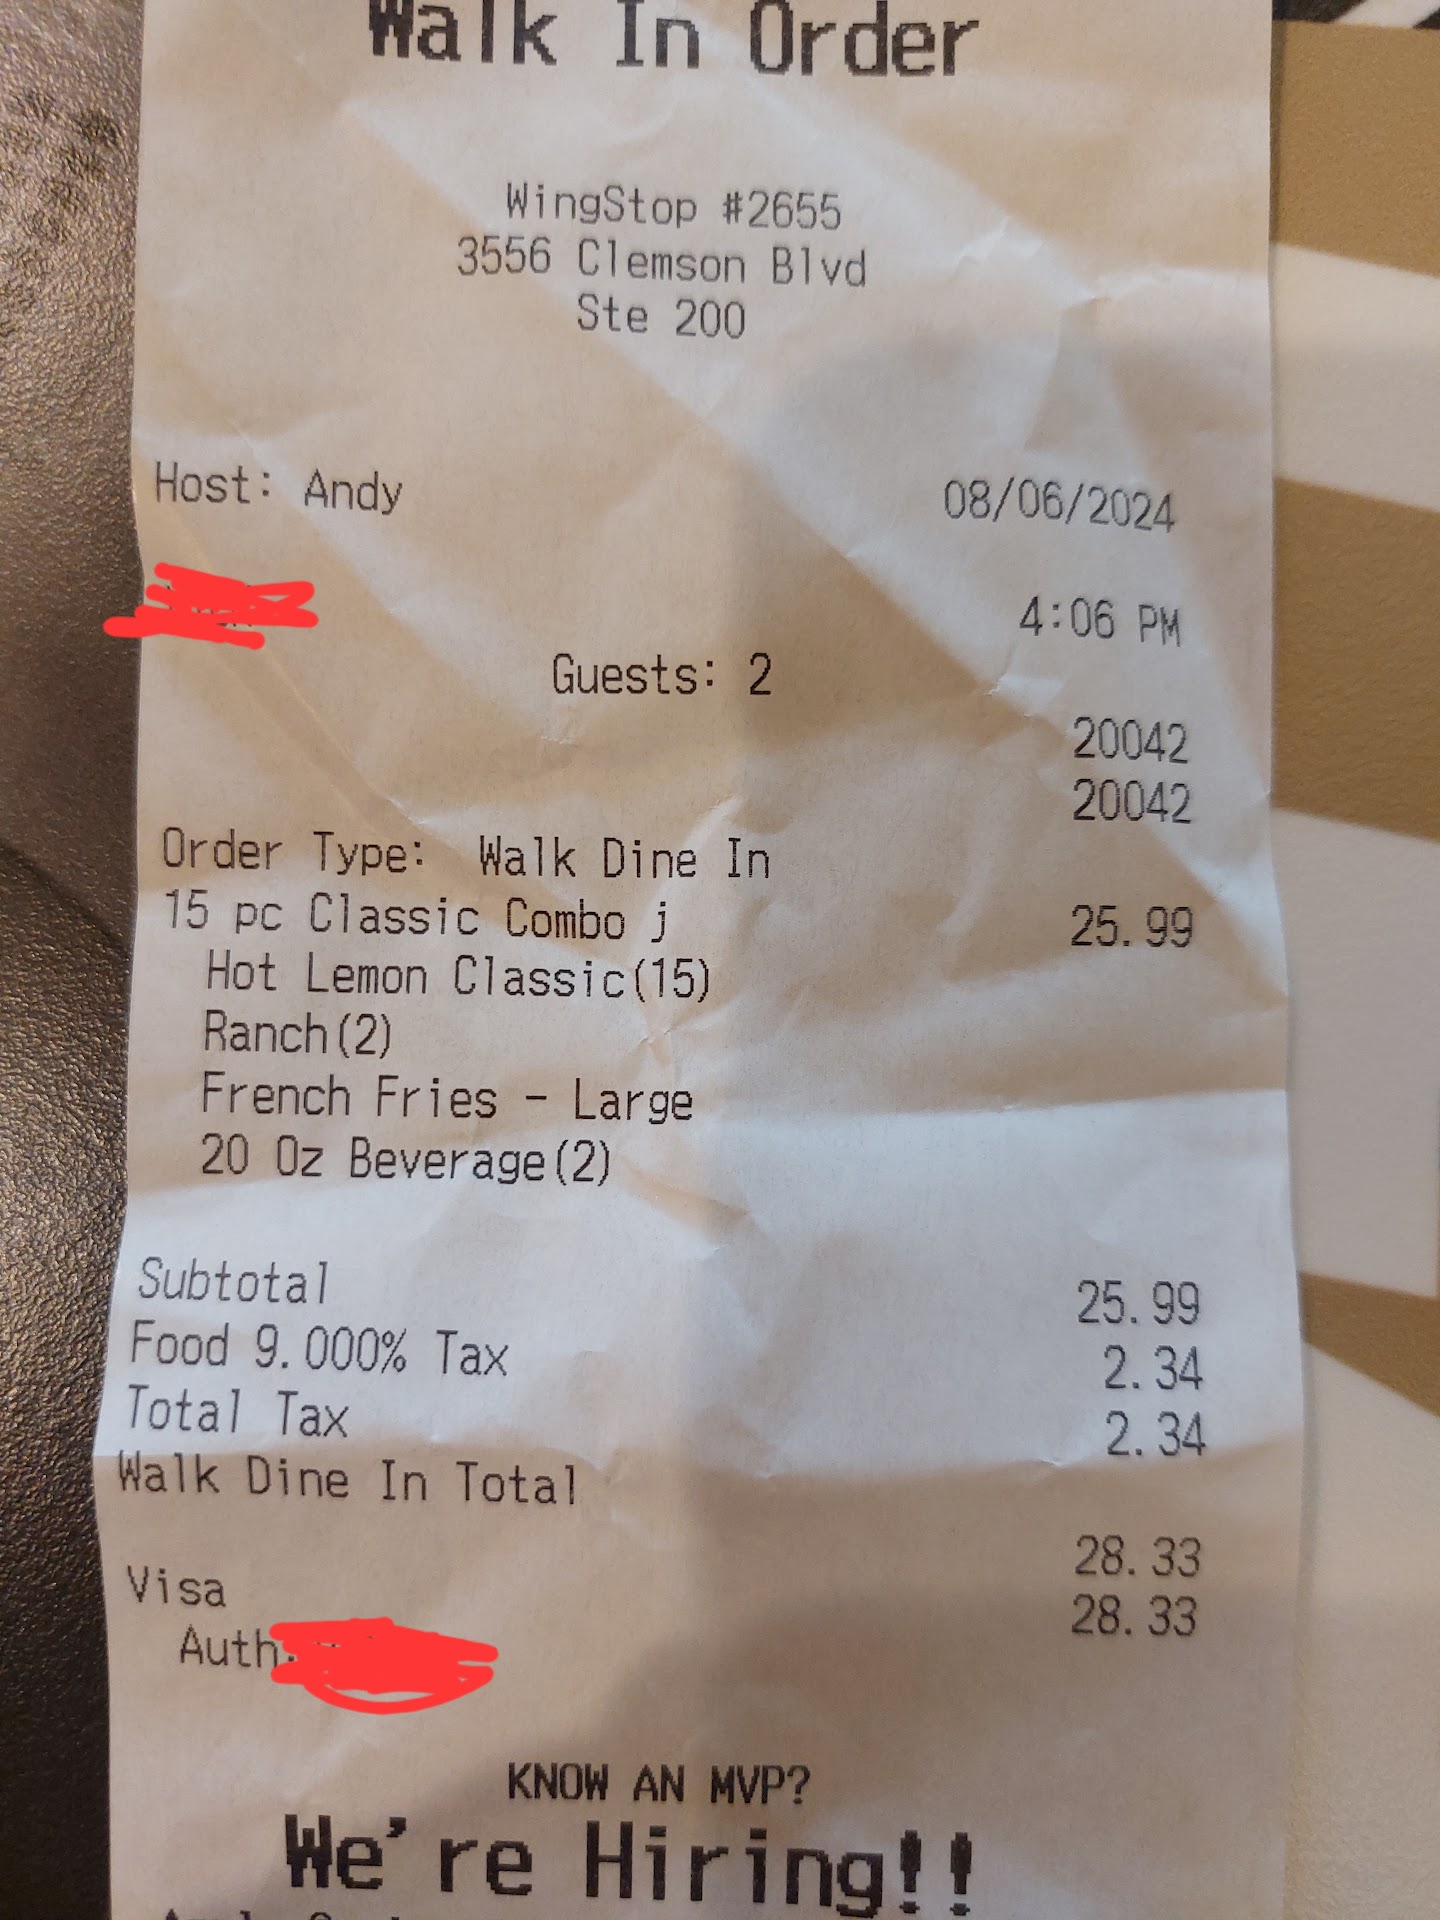 Walk In Order
WingStop #2655
3556 Clemson Blvd
Ste 200
Host: Andy 08/06/2024
4:06 PM
Guests: 2
20042
20042
Order Type: Walk Dine In
15 pc Classic Combo j 25.99
Hot Lemon Classic(15)
Ranch(2)
French Fries - Large
20 Oz Beverage(2)
Subtotal 25.99
Food 9.000% Tax 2.34
Total Tax 2.34
Walk Dine In Total
28.33
Visa 28.33
Auth
KNOW AN MVP?
We're Hiring!!